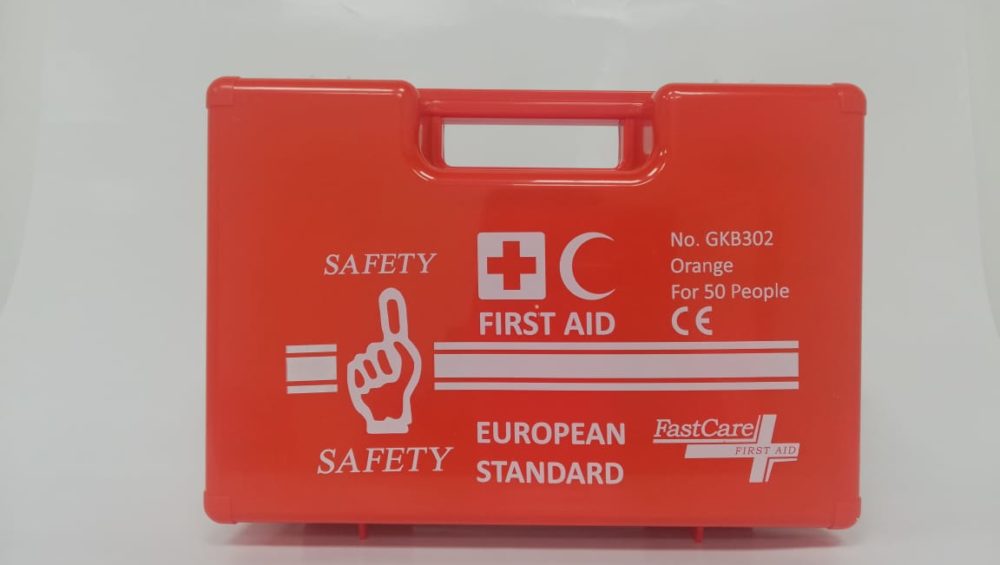 SAFETY
No. GKB302
Orange
For 50 People
FIRST AID
CE
EUROPEAN
STANDARD
SAFETY
FastCare
FIRST AID